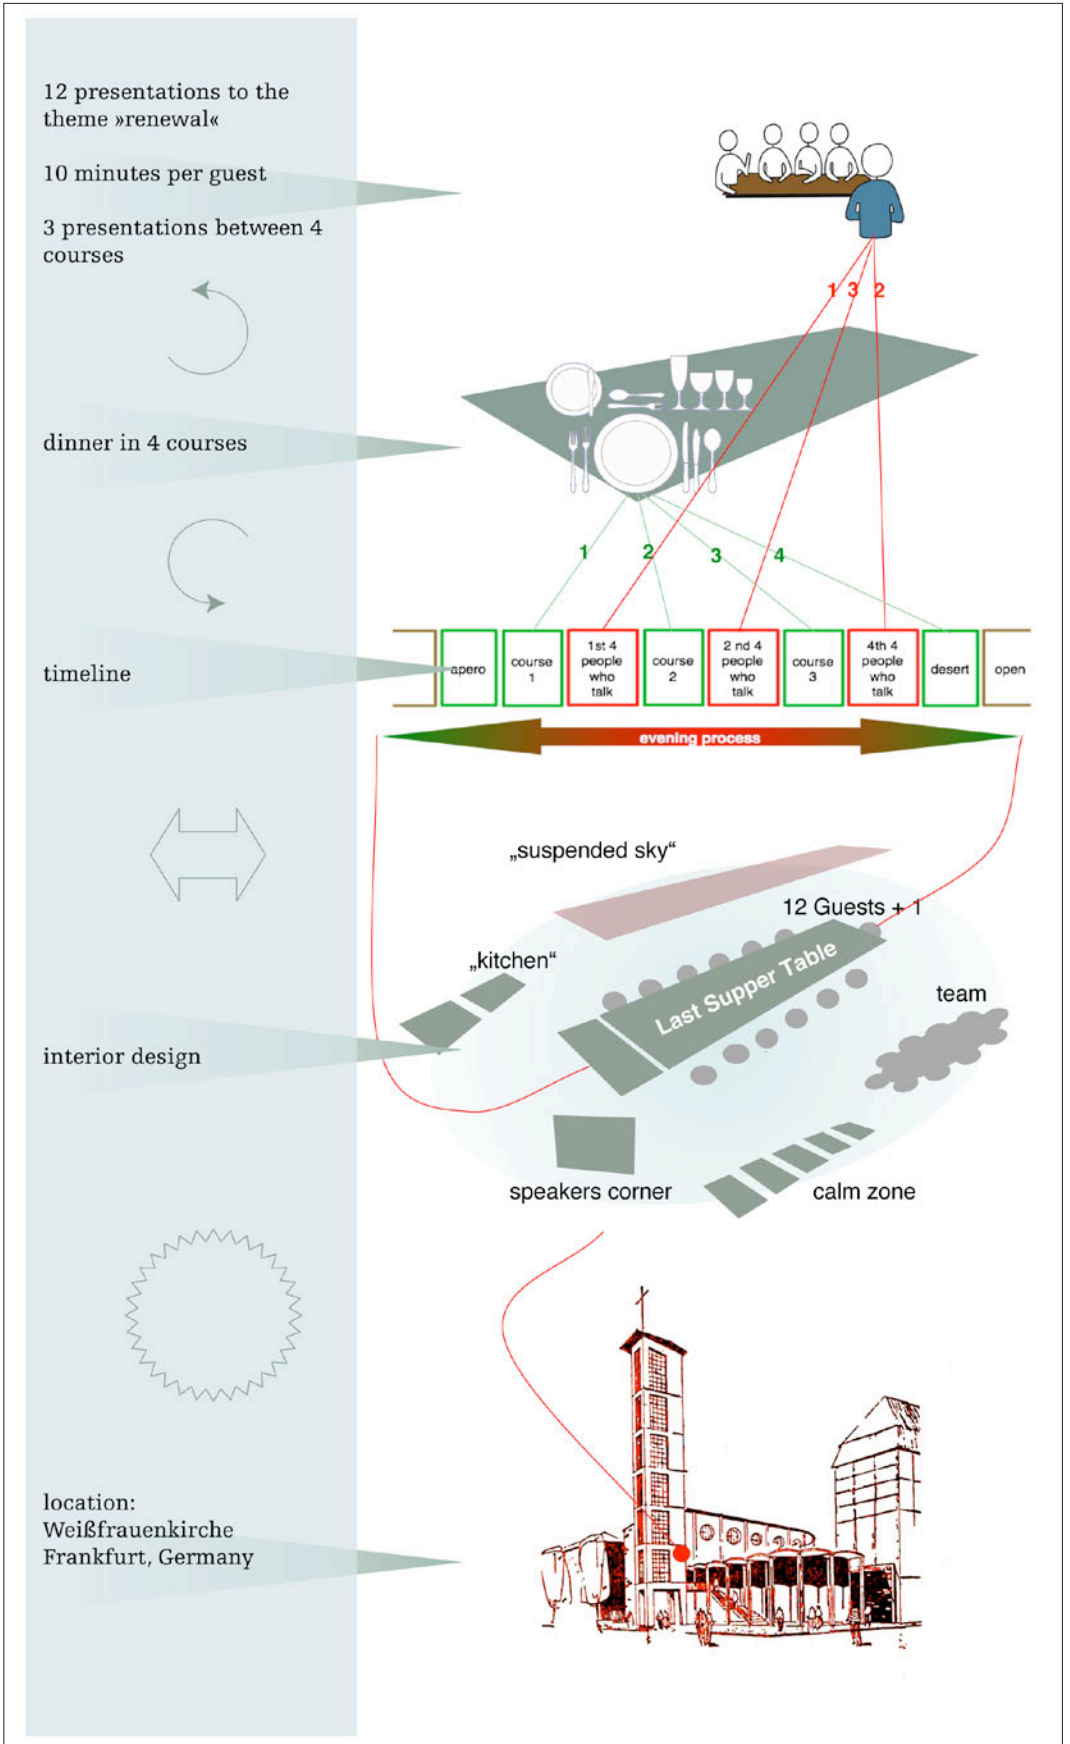 12 presentations to the
theme »renewal«
10 minutes per guest
3 presentations between 4
courses
1 3 2
dinner in 4 courses
1 2 3 4
timeline
apero
course
1
1st 4
people
who
talk
course
2
2 nd 4
people
who
talk
course
3
4th 4
people
who
talk
desert
open
evening process
„suspended sky“
12 Guests + 1
„kitchen“
Last Supper Table
team
interior design
speakers corner
calm zone
location:
Weißfrauenkirche
Frankfurt, Germany